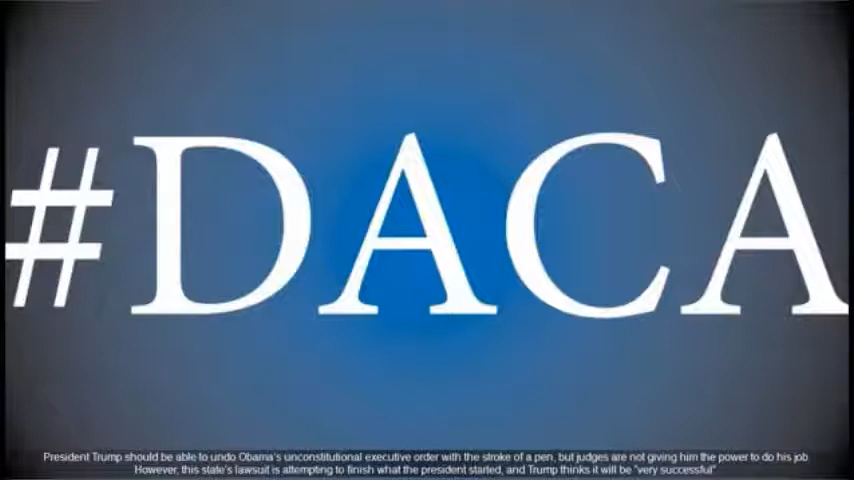 #DACA
President Trump should be able to undo Obama's unconstitutional executive order with the stroke of a pen, but judges are not giving him the power to do his job.
However, this state's lawsuit is attempting to finish what the president started, and Trump thinks it will be "very successful"